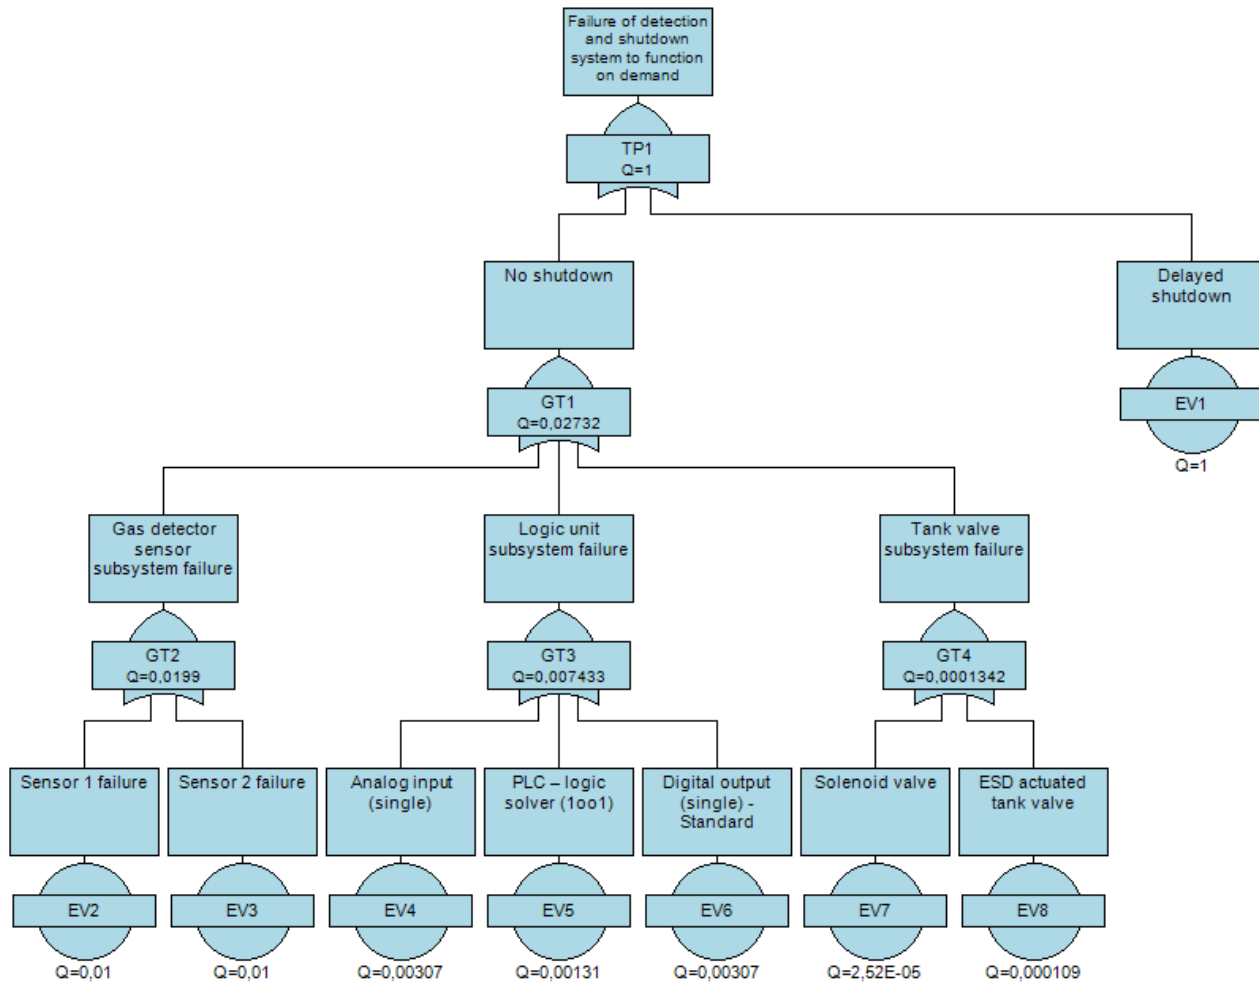 Failure of detection
and shutdown
system to function
on demand
TP1
Q=1
No shutdown
Delayed
shutdown
GT1
Q=0,02732
EV1
Q=1
Gas detector
sensor
subsystem failure
Logic unit
subsystem failure
Tank valve
subsystem failure
GT2
Q=0,0199
GT3
Q=0,007433
GT4
Q=0,0001342
Sensor 1 failure
Sensor 2 failure
Analog input
(single)
PLC – logic
solver (1oo1)
Digital output
(single) -
Standard
Solenoid valve
ESD actuated
tank valve
EV2
EV3
EV4
EV5
EV6
EV7
EV8
Q=0,01
Q=0,01
Q=0,00307
Q=0,00131
Q=0,00307
Q=2,52E-05
Q=0,000109